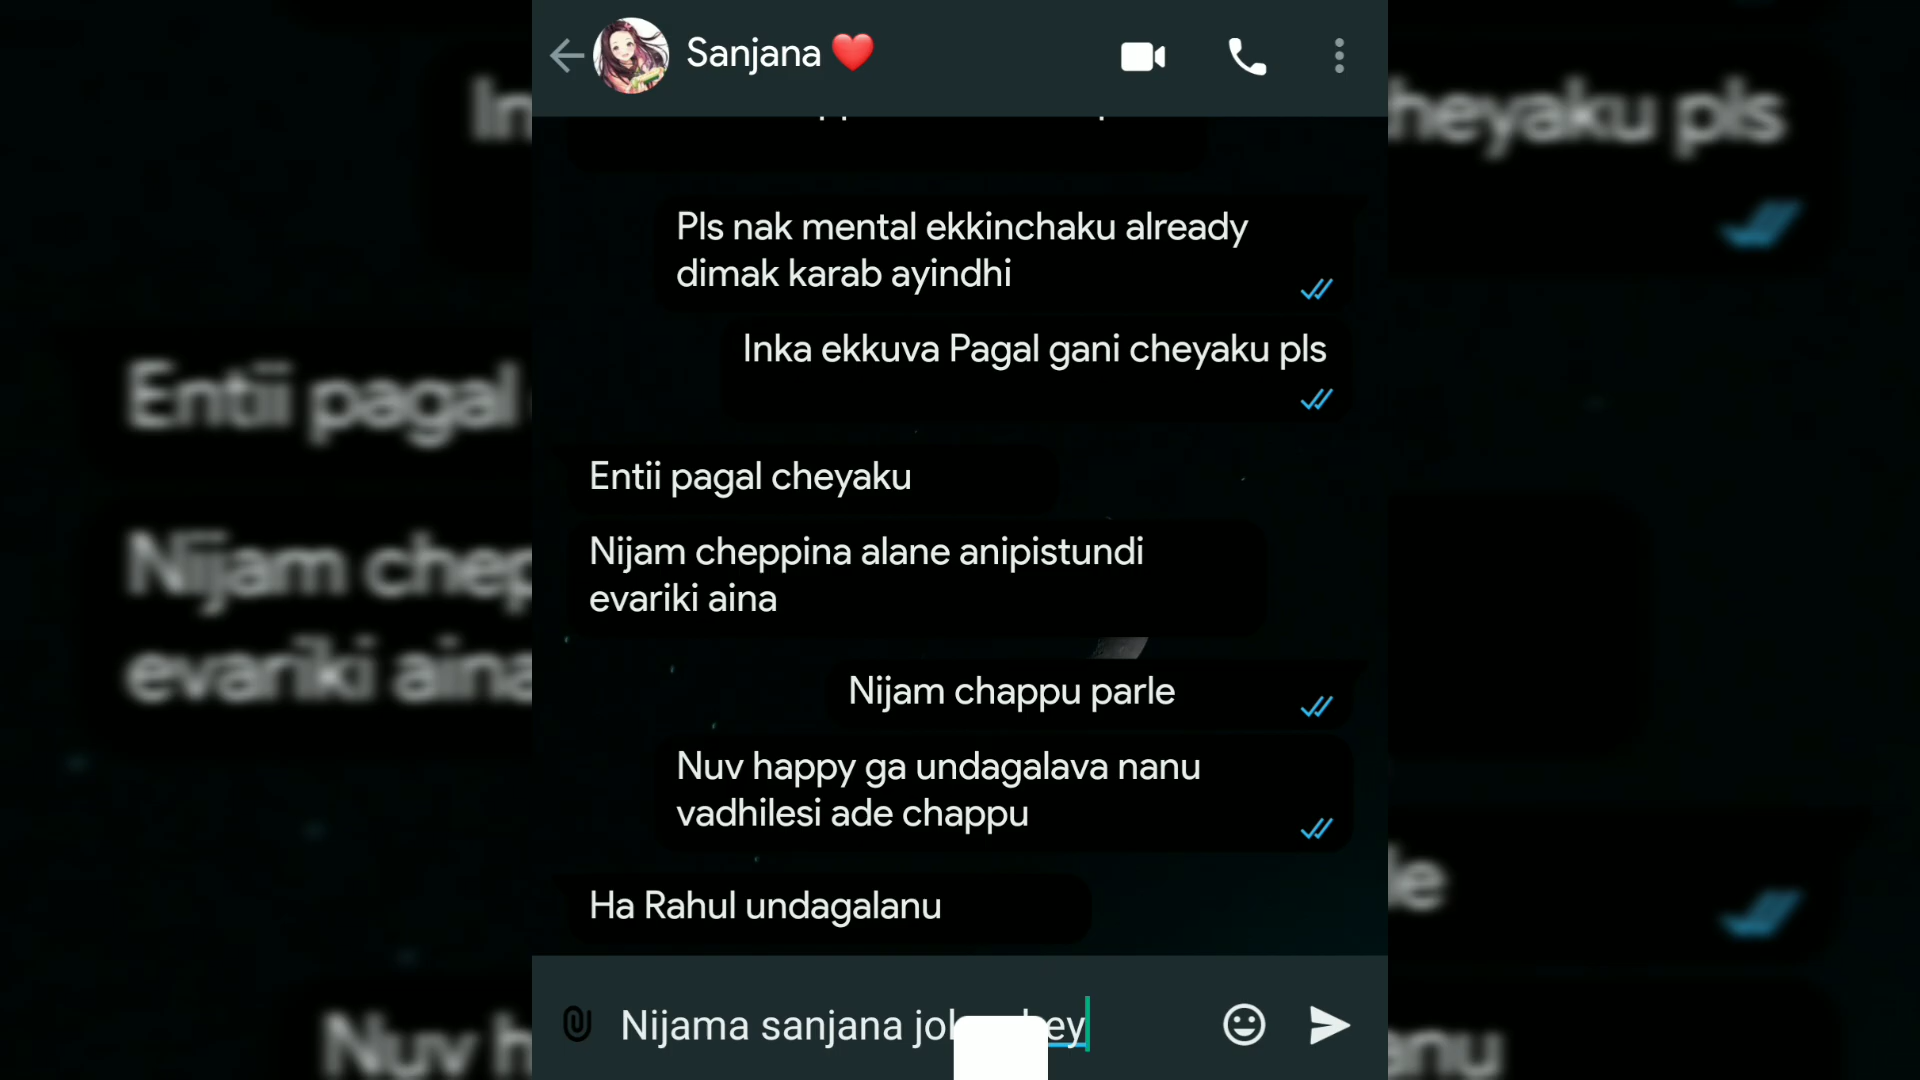 Sanjana ❤️
Pls nak mental ekkinchaku already
dimak karab ayindhi
Inka ekkuva Pagal gani cheyaku pls
Entii pagal cheyaku
Nijam cheppina alane anipistundi
evariki aina
Nijam chappu parle
Nuv happy ga undagalava nanu
vadhilesi ade chappu
Ha Rahul undagalanu
Nijama sanjana